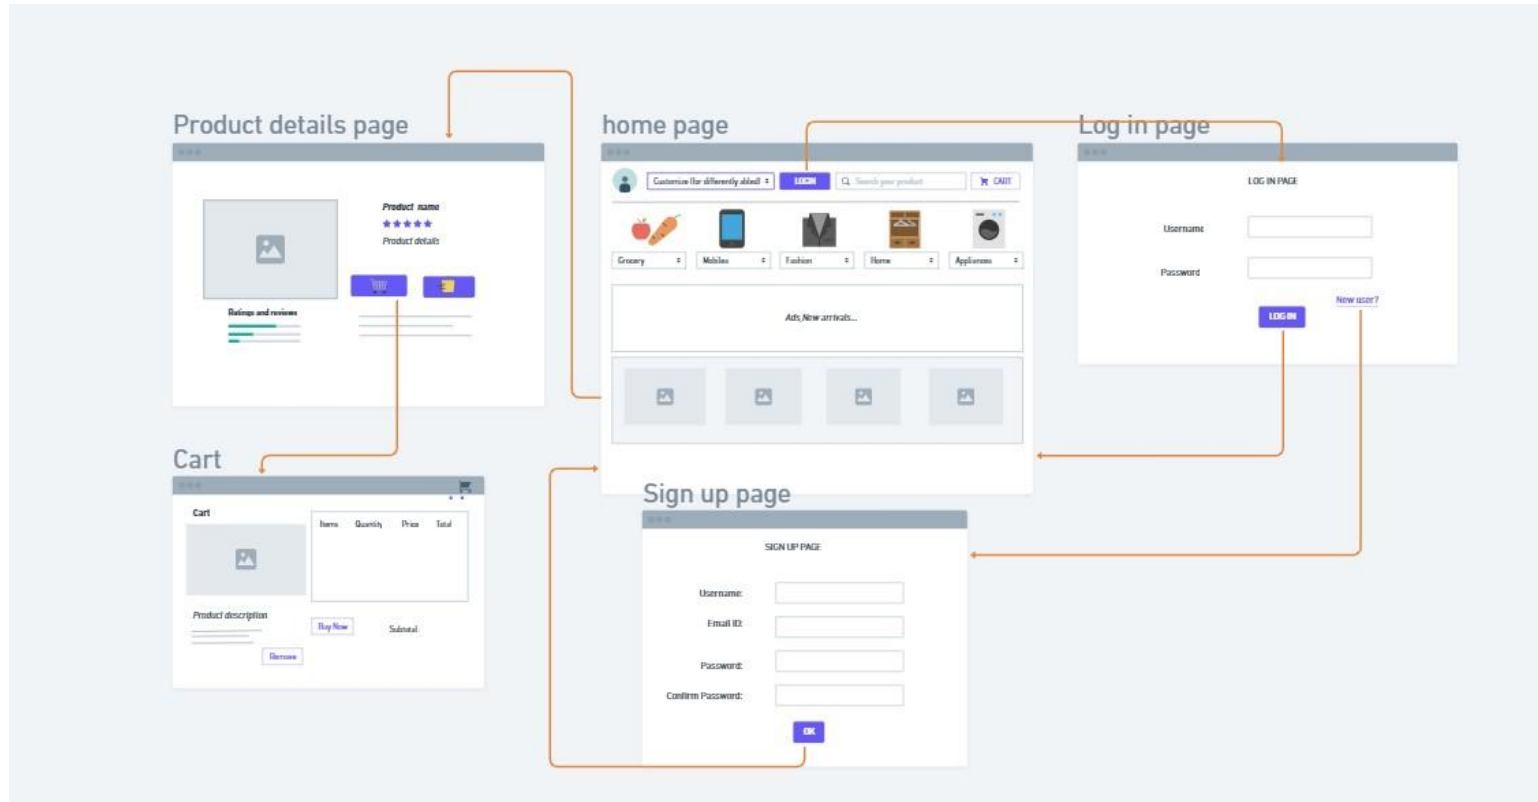 Product details page
Product name
Product details
Ratings and reviews
home page
Customize (for differently abled)
LOGIN
Search your product
CART
Grocery
Mobiles
Fashion
Home
Appliances
Ads,New arrivals...
Log in page
LOG IN PAGE
Username
Password
New user?
LOG IN
Cart
Cart
Items Quantity Price Total
Product description
Buy Now
Subtotal
Remove
Sign up page
SIGN UP PAGE
Username:
Email ID:
Password:
Confirm Password:
OK